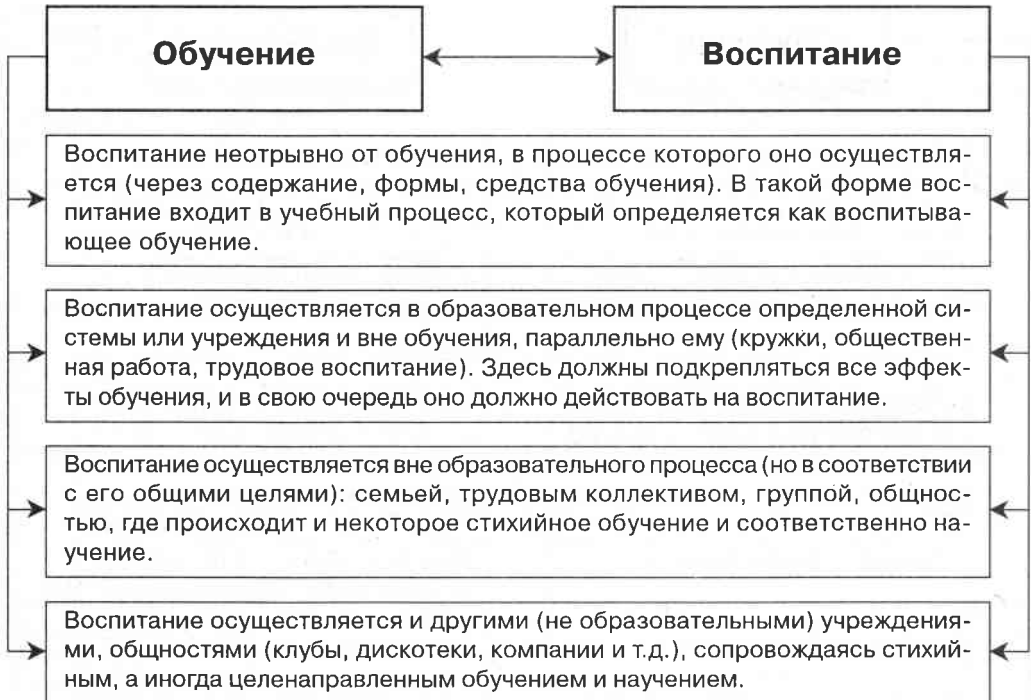 Обучение
Воспитание
Воспитание неотрывно от обучения, в процессе которого оно осуществля-
ется (через содержание, формы, средства обучения). В такой форме вос-
питание входит в учебный процесс, который определяется как воспитыва-
ющее обучение.
Воспитание осуществляется в образовательном процессе определенной си-
стемы или учреждения и вне обучения, параллельно ему (кружки, обществен-
ная работа, трудовое воспитание). Здесь должны подкрепляться все эффек-
ты обучения, и в свою очередь оно должно действовать на воспитание.
Воспитание осуществляется вне образовательного процесса (но в соответствии
с его общими целями): семьей, трудовым коллективом, группой, общнос-
тью, где происходит и некоторое стихийное обучение и соответственно на-
учение.
Воспитание осуществляется и другими (не образовательными) учреждения-
ми, общностями (клубы, дискотеки, компании и т.д.), сопровождаясь стихий-
ным, а иногда целенаправленным обучением и научением.